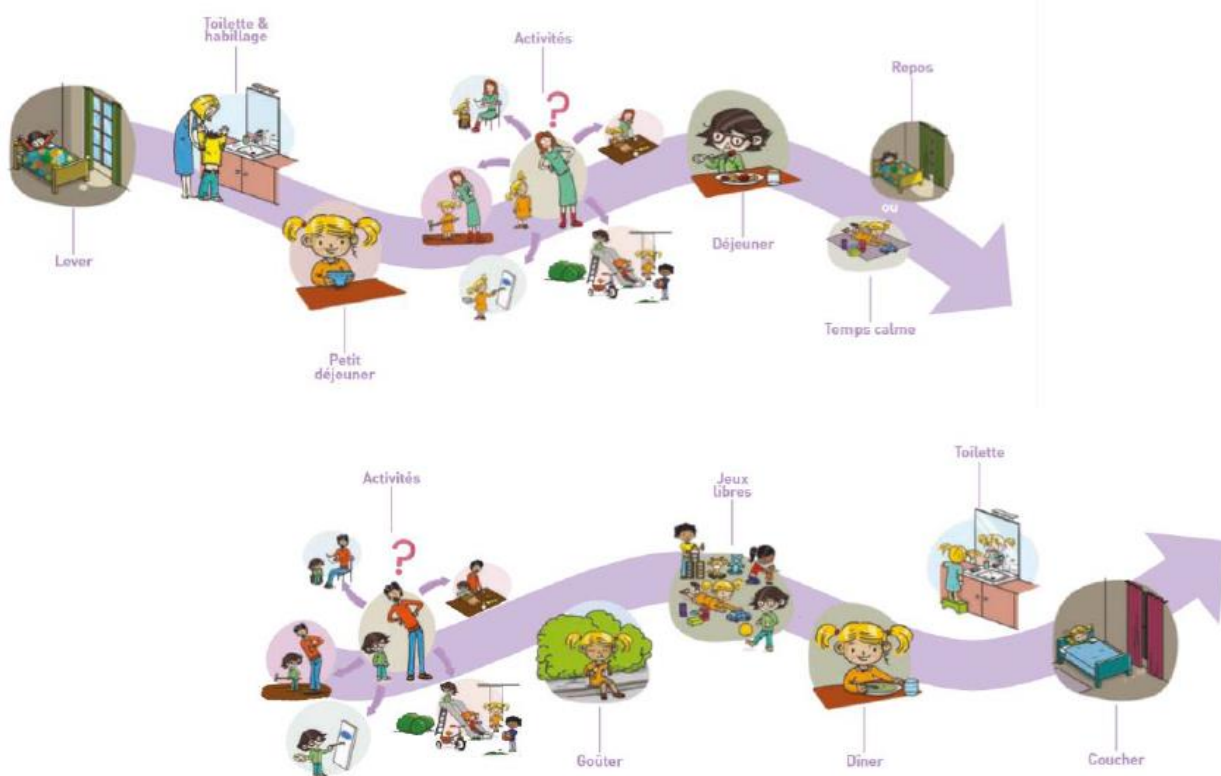 Toilette &
habillage
Activités
?
Repos
ou
Lever
Déjeuner
Temps calme
Petit
déjeuner
Activités
?
Jeux
libres
Toilette
Goûter
Dîner
Coucher